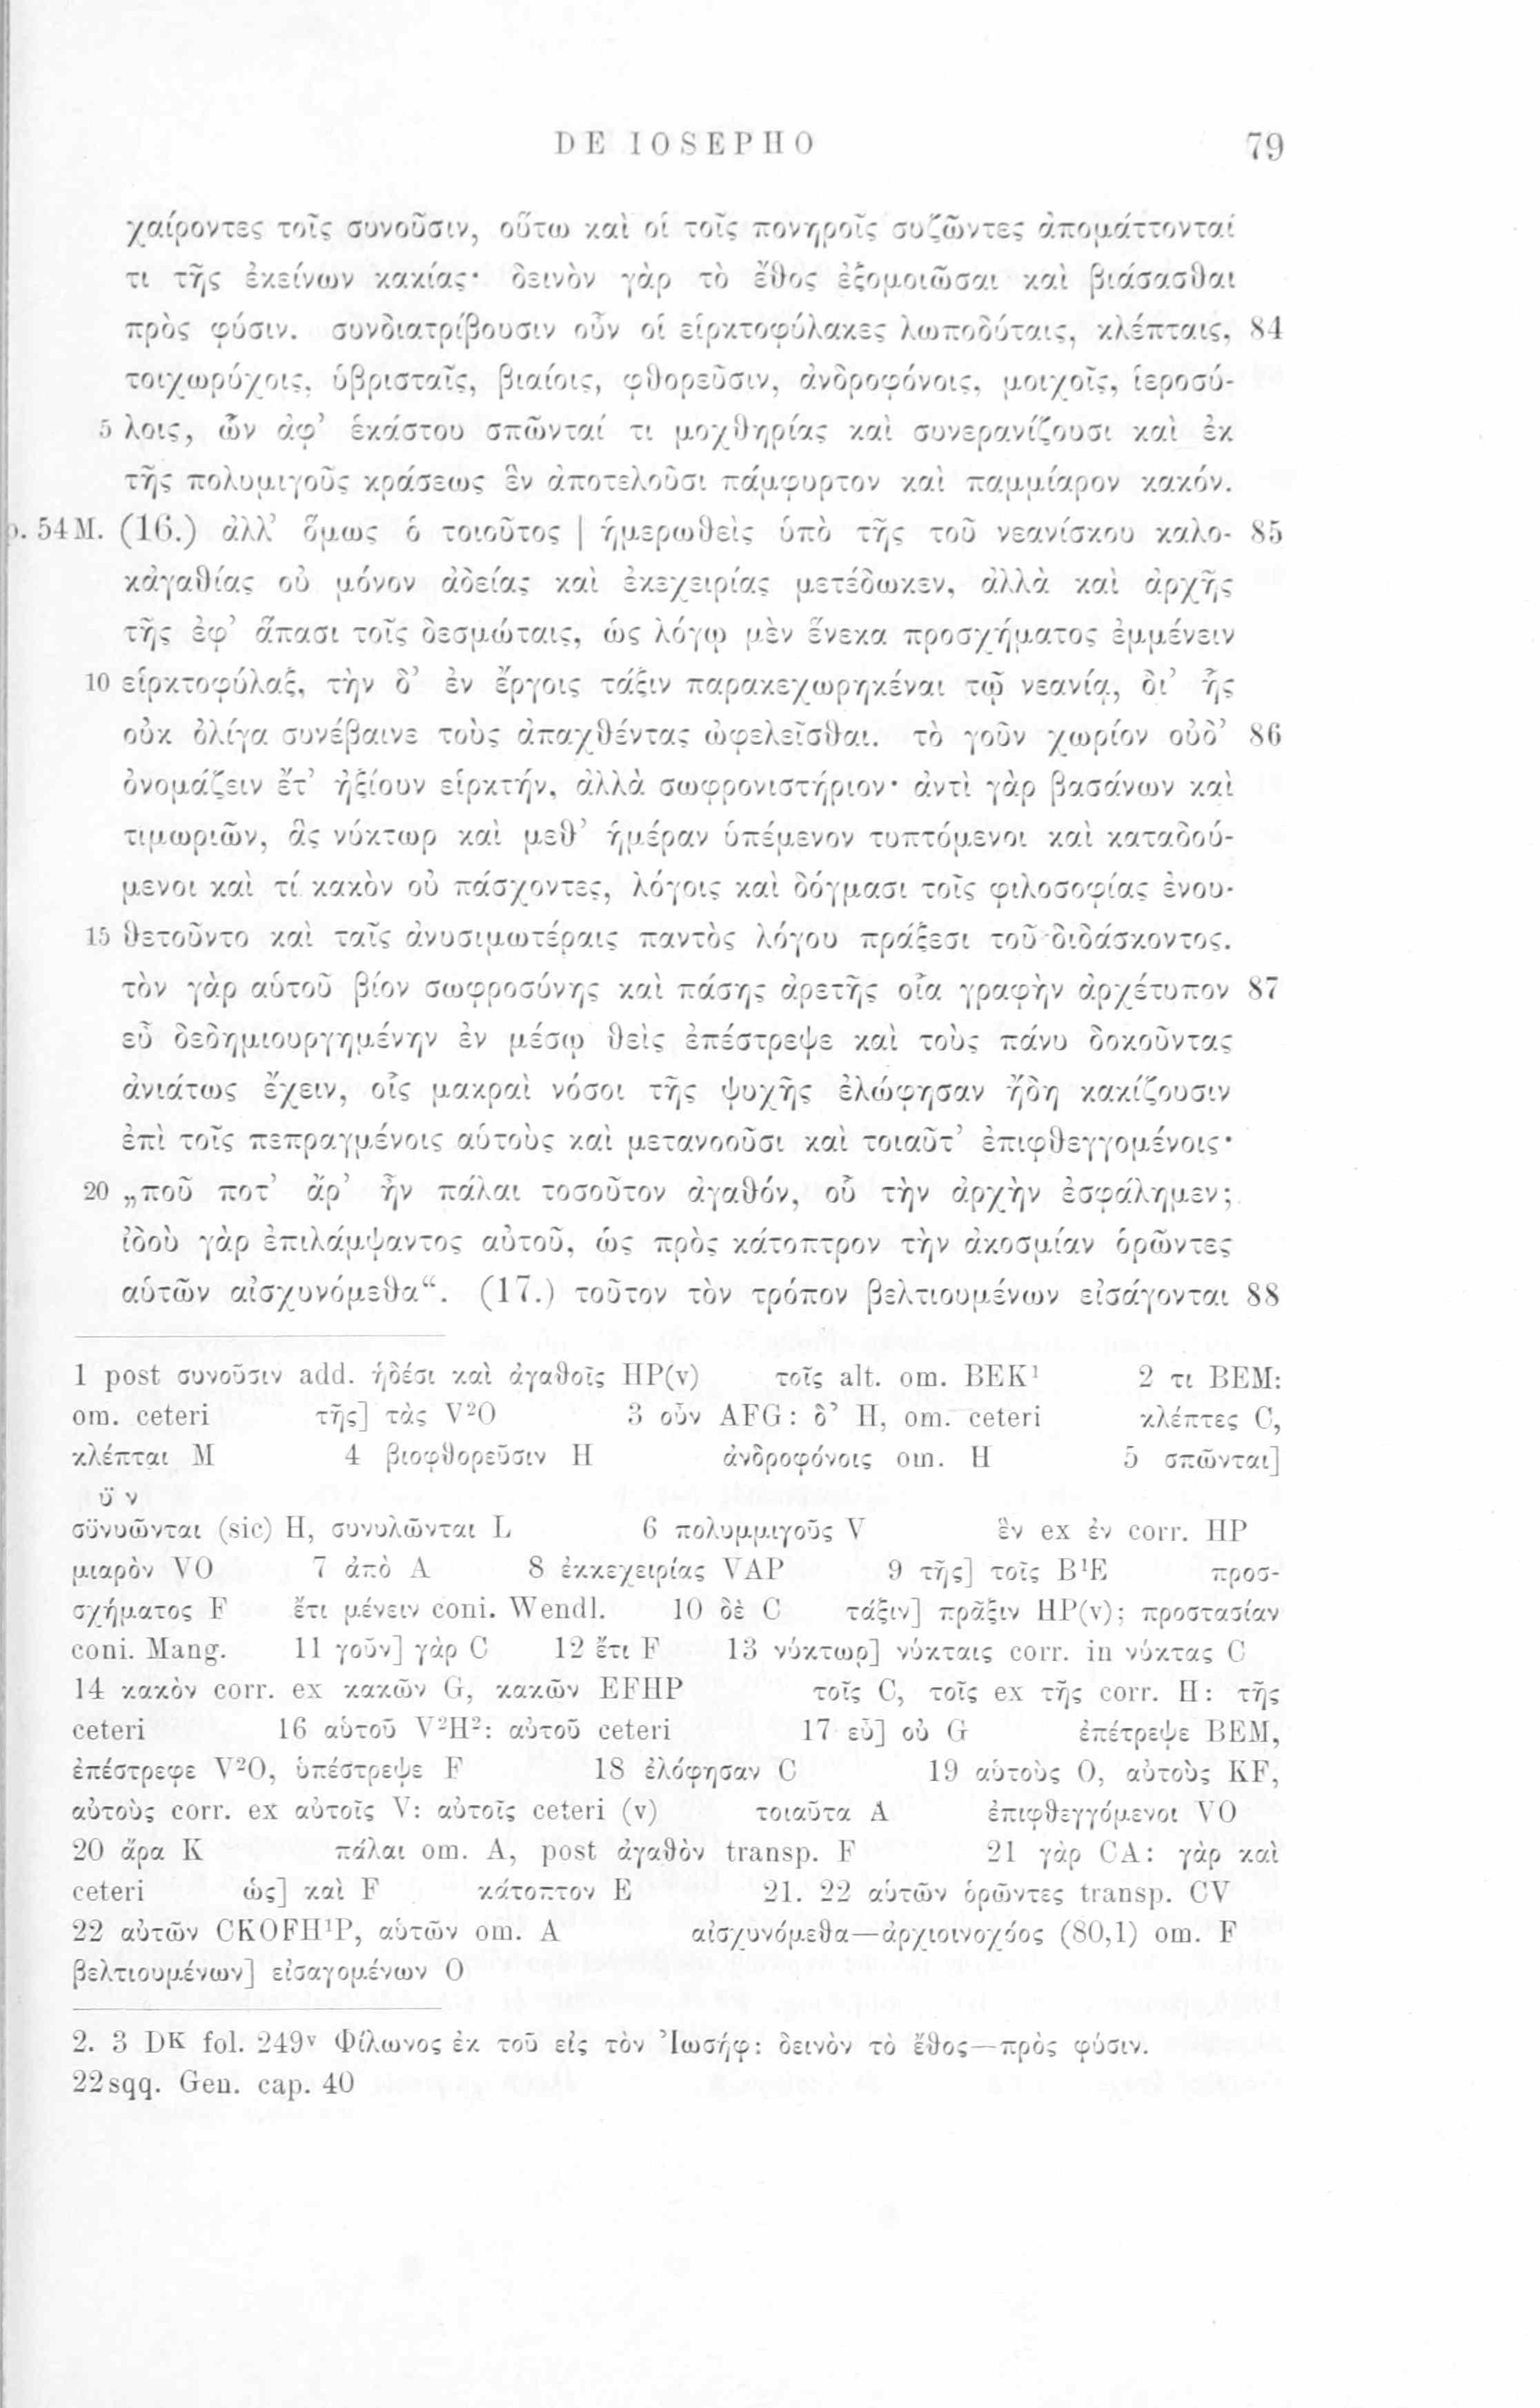 DE IOSEPHO 79
χαίροντες τοῖς συνοῦσιν, οὕτω καὶ οἱ τοῖς πονηροῖς συζῶντες ἀπομάττονταί
τι τῆς ἐκείνων κακίας· δεινὸν γὰρ τὸ ἔθος ἐξομοιῶσαι καὶ βιάσασθαι
πρὸς φύσιν. συνδιατρίβουσιν οὖν οἱ εἱρκτοφύλακες λωποδύταις, κλέπταις, 84
τοιχωρύχοις, ὑβρισταῖς, βιαίοις, φθορεῦσιν, ἀνδροφόνοις, μοιχοῖς, ἱεροσύ-
5 λοις, ὧν ἀφ’ ἑκάστου σπῶνταί τι μοχθηρίας καὶ συνερανίζουσι καὶ ἐκ
τῆς πολυμιγοῦς κράσεως ἓν ἀποτελοῦσι πάμφυρτον καὶ παμμίαρον κακόν.
p. 54 M. (16.) ἀλλ’ ὅμως ὁ τοιοῦτος | ἡμερωθεὶς ὑπὸ τῆς τοῦ νεανίσκου καλο- 85
κἀγαθίας οὐ μόνον ἀδείας καὶ ἐκεχειρίας μετέδωκεν, ἀλλὰ καὶ ἀρχῆς
τῆς ἐφ’ ἅπασι τοῖς δεσμώταις, ὡς λόγῳ μὲν ἕνεκα προσχήματος ἐμμένειν
10 εἱρκτοφύλαξ, τὴν δ’ ἐν ἔργοις τάξιν παρακεχωρηκέναι τῷ νεανίᾳ, δι’ ἧς
οὐκ ὀλίγα συνέβαινε τοὺς ἀπαχθέντας ὠφελεῖσθαι. τὸ γοῦν χωρίον οὐδ’ 86
ὀνομάζειν ἔτ’ ἠξίουν εἱρκτήν, ἀλλὰ σωφρονιστήριον· ἀντὶ γὰρ βασάνων καὶ
τιμωριῶν, ἃς νύκτωρ καὶ μεθ’ ἡμέραν ὑπέμενον τυπτόμενοι καὶ καταδού-
μενοι καὶ τί κακὸν οὐ πάσχοντες, λόγοις καὶ δόγμασι τοῖς φιλοσοφίας ἐνου-
15 θετοῦντο καὶ ταῖς ἀνυσιμωτέραις παντὸς λόγου πράξεσι τοῦ διδάσκοντος.
τὸν γὰρ αὑτοῦ βίον σωφροσύνης καὶ πάσης ἀρετῆς οἷα γραφὴν ἀρχέτυπον 87
εὖ δεδημιουργημένην ἐν μέσῳ θεὶς ἐπέστρεψε καὶ τοὺς πάνυ δοκοῦντας
ἀνιάτως ἔχειν, οἷς μακραὶ νόσοι τῆς ψυχῆς ἐλώφησαν ἤδη κακίζουσιν
ἐπὶ τοῖς πεπραγμένοις αὑτοὺς καὶ μετανοοῦσι καὶ τοιαῦτ’ ἐπιφθεγγομένοις·
20 „ποῦ ποτ’ ἄρ’ ἦν πάλαι τοσοῦτον ἀγαθόν, οὗ τὴν ἀρχὴν ἐσφάλημεν;
ἰδοὺ γὰρ ἐπιλάμψαντος αὐτοῦ, ὡς πρὸς κάτοπτρον τὴν ἀκοσμίαν ὁρῶντες
αὑτῶν αἰσχυνόμεθα“. (17.) τοῦτον τὸν τρόπον βελτιουμένων εἰσάγονται 88
1 post συνοῦσιν add. ἡδέσι καὶ ἀγαθοῖς HP(v) τοῖς alt. om. BEK¹ 2 τι BEM:
om. ceteri τῆς] τὰς V²O 3 οὖν AFG: δ’ H, om. ceteri κλέπτες C,
κλέπται M 4 βιοφθορεῦσιν H ἀνδροφόνοις om. H 5 σπῶνται]
ϋ ν
σϋνυῶνται (sic) H, συνυλῶνται L 6 πολυμμιγοῦς V ἓν ex ἐν corr. HP
μιαρὸν VO 7 ἀπὸ A 8 ἐκκεχειρίας VAP 9 τῆς] τοῖς B¹E προσ-
σχήματος F ἔτι μένειν coni. Wendl. 10 δὲ C τάξιν] πρᾶξιν HP(v); προστασίαν
coni. Mang. 11 γοῦν] γὰρ C 12 ἔτι F 13 νύκτωρ] νύκταις corr. in νύκτας C
14 κακὸν corr. ex κακῶν G, κακῶν EFHP τοῖς C, τοῖς ex τῆς corr. H: τῆς
ceteri 16 αὑτοῦ V²H²: αὐτοῦ ceteri 17 εὖ] οὐ G ἐπέτρεψε BEM,
ἐπέστρεφε V²O, ὑπέστρεψε F 18 ἐλόφησαν C 19 αὑτοὺς O, αὐτοὺς KF,
αὐτοὺς corr. ex αὐτοῖς V: αὐτοῖς ceteri (v) τοιαῦτα A ἐπιφθεγγόμενοι VO
20 ἄρα K πάλαι om. A, post ἀγαθὸν transp. F 21 γὰρ CA: γὰρ καὶ
ceteri ὡς] καὶ F κάτοπτον E 21. 22 αὑτῶν ὁρῶντες transp. CV
22 αὐτῶν CKOFH¹P, αὑτῶν om. A αἰσχυνόμεθα—ἀρχιοινοχόος (80,1) om. F
βελτιουμένων] εἰσαγομένων O
2. 3 Dᴷ fol. 249ᵛ Φίλωνος ἐκ τοῦ εἰς τὸν Ἰωσήφ: δεινὸν τὸ ἔθος—πρὸς φύσιν.
22 sqq. Gen. cap. 40